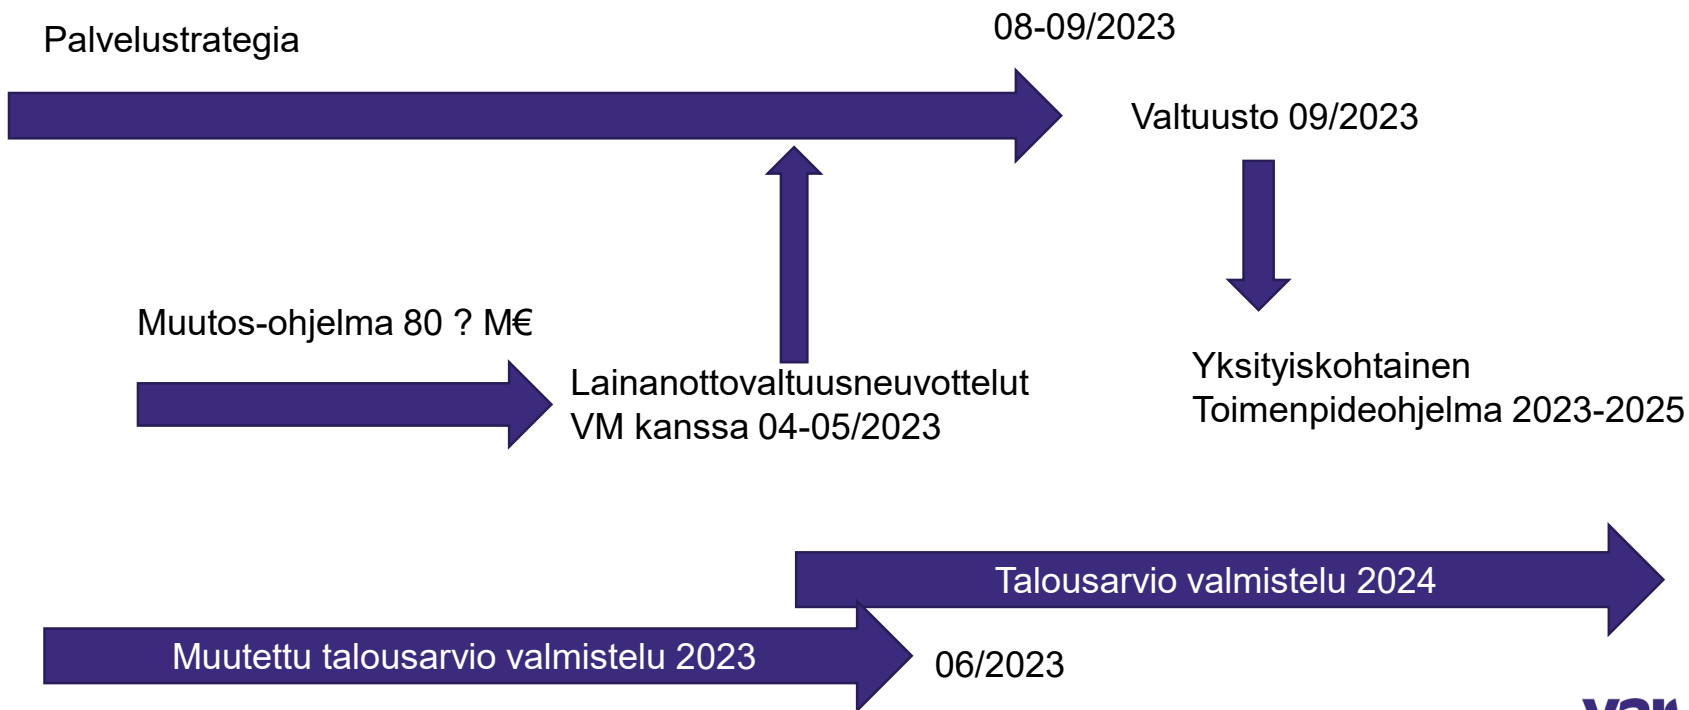 Palvelustrategia
08-09/2023
Valtuusto 09/2023
Muutos-ohjelma 80 ? M€
Lainanottovaltuusneuvottelut
VM kanssa 04-05/2023
Yksityiskohtainen
Toimenpideohjelma 2023-2025
Talousarvio valmistelu 2024
Muutettu talousarvio valmistelu 2023
06/2023